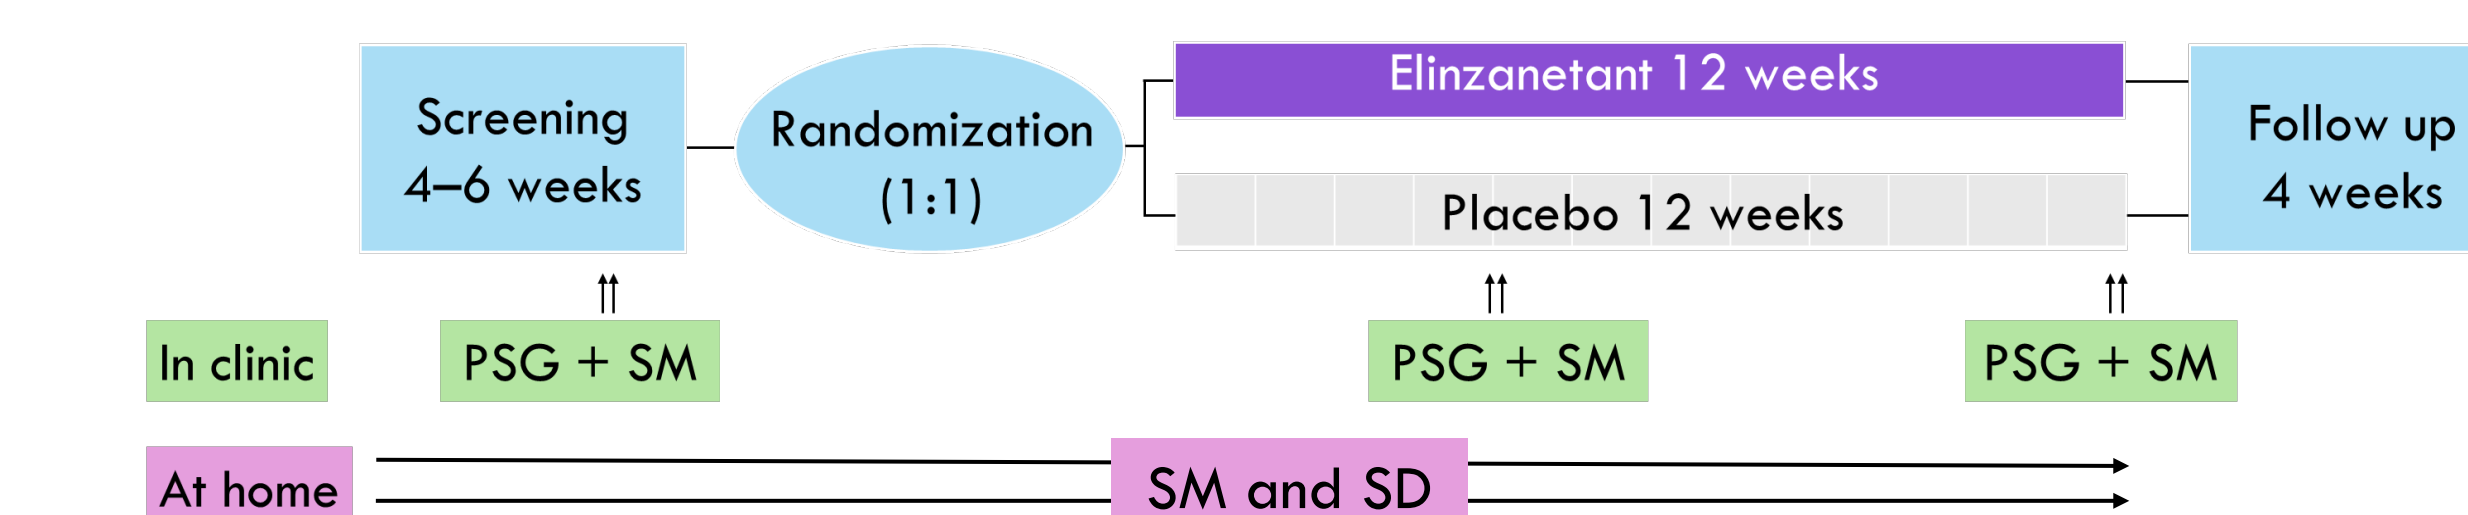 Screening
4–6 weeks
Randomization
(1:1)
Elinzanetant 12 weeks
Placebo 12 weeks
Follow up
4 weeks
In clinic
PSG + SM
PSG + SM
PSG + SM
At home
SM and SD